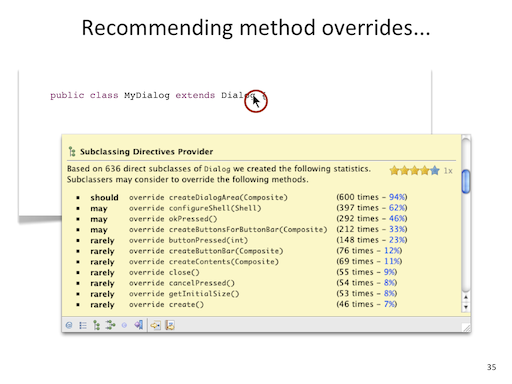 Recommending method overrides...
public class MyDialog extends Dialog {
Subclassing Directives Provider
Based on 636 direct subclasses of Dialog we created the following statistics.
1x
Subclassers may consider to override the following methods.
▪ should override createDialogArea(Composite) (600 times – 94%)
▪ may override configureShell(Shell) (397 times – 62%)
▪ may override okPressed() (292 times – 46%)
▪ may override createButtonsForButtonBar(Composite) (212 times – 33%)
▪ rarely override buttonPressed(int) (148 times – 23%)
▪ rarely override createButtonBar(Composite) (76 times – 12%)
▪ rarely override createContents(Composite) (69 times – 11%)
▪ rarely override close() (55 times – 9%)
▪ rarely override cancelPressed() (54 times – 8%)
▪ rarely override getInitialSize() (53 times – 8%)
▪ rarely override create() (46 times – 7%)
35